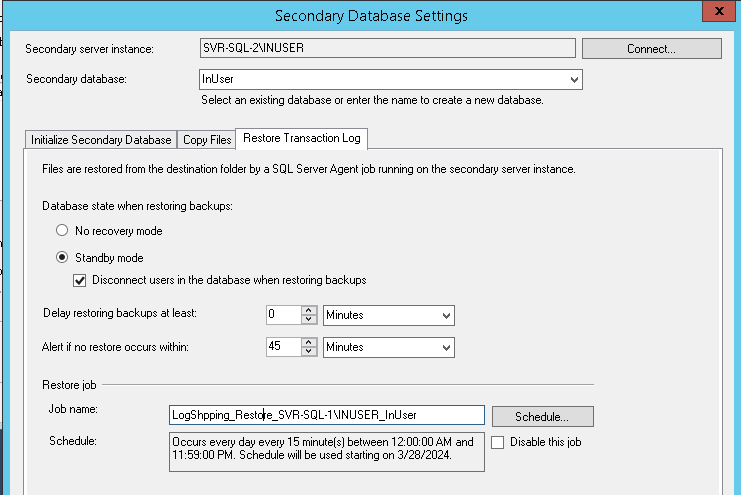 Secondary Database Settings
x
Secondary server instance:
SVR-SQL-2\INUSER
Connect...
Secondary database:
InUser
Select an existing database or enter the name to create a new database.
Initialize Secondary Database
Copy Files
Restore Transaction Log
Files are restored from the destination folder by a SQL Server Agent job running on the secondary server instance.
Database state when restoring backups:
No recovery mode
Standby mode
Disconnect users in the database when restoring backups
Delay restoring backups at least:
0
Minutes
Alert if no restore occurs within:
45
Minutes
Restore job
Job name:
LogShpping_Restore_SVR-SQL-1\INUSER_InUser
Schedule...
Schedule:
Occurs every day every 15 minute(s) between 12:00:00 AM and
11:59:00 PM. Schedule will be used starting on 3/28/2024.
Disable this job